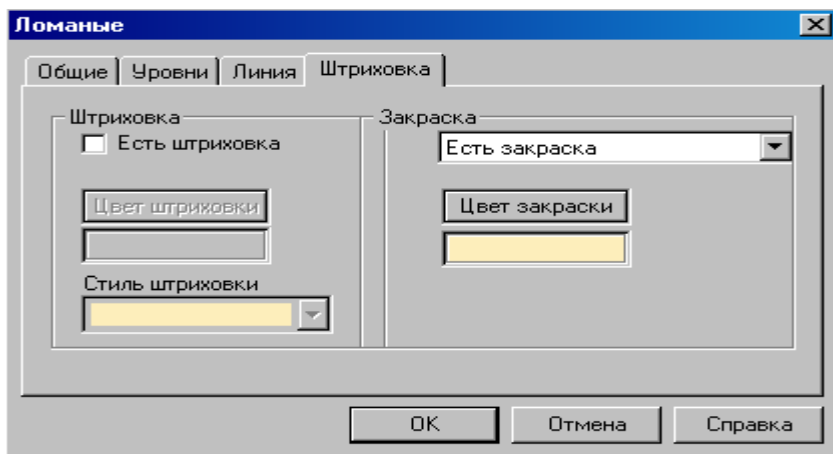 Ломаные
Общие Уровни Линия Штриховка
Штриховка
Есть штриховка
Цвет штриховки
Стиль штриховки
Закраска
Есть закраска
Цвет закраски
OK Отмена Справка